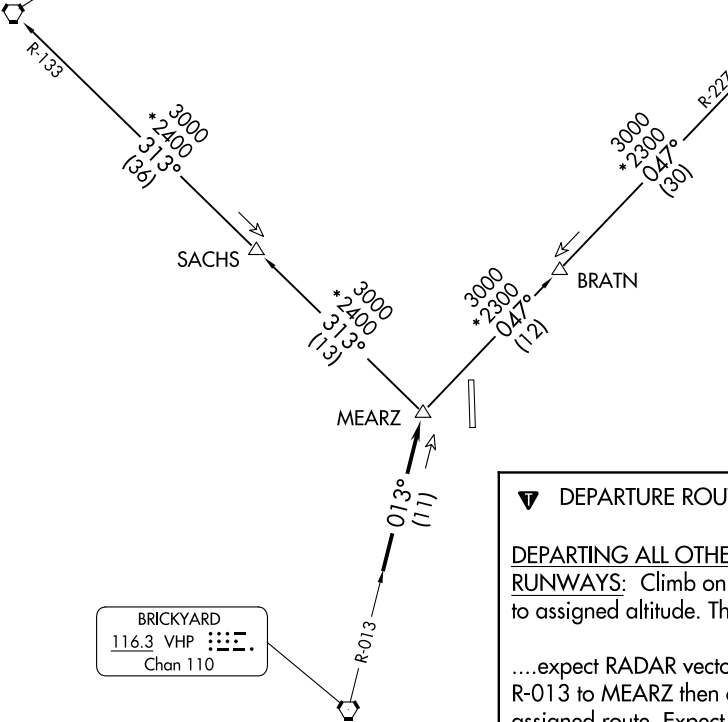 R-133
3000
*2400
313°
(36)
3000
*2300
047°
(30)
R-227
SACHS
BRATN
3000
*2400
313°
(13)
3000
*2300
047°
(12)
MEARZ
013°
(11)
R-013
BRICKYARD
116.3 VHP
Chan 110
T DEPARTURE ROU
DEPARTING ALL OTHE
RUNWAYS: Climb on
to assigned altitude. Th
....expect RADAR vecto
R-013 to MEARZ then
assigned route. Expect